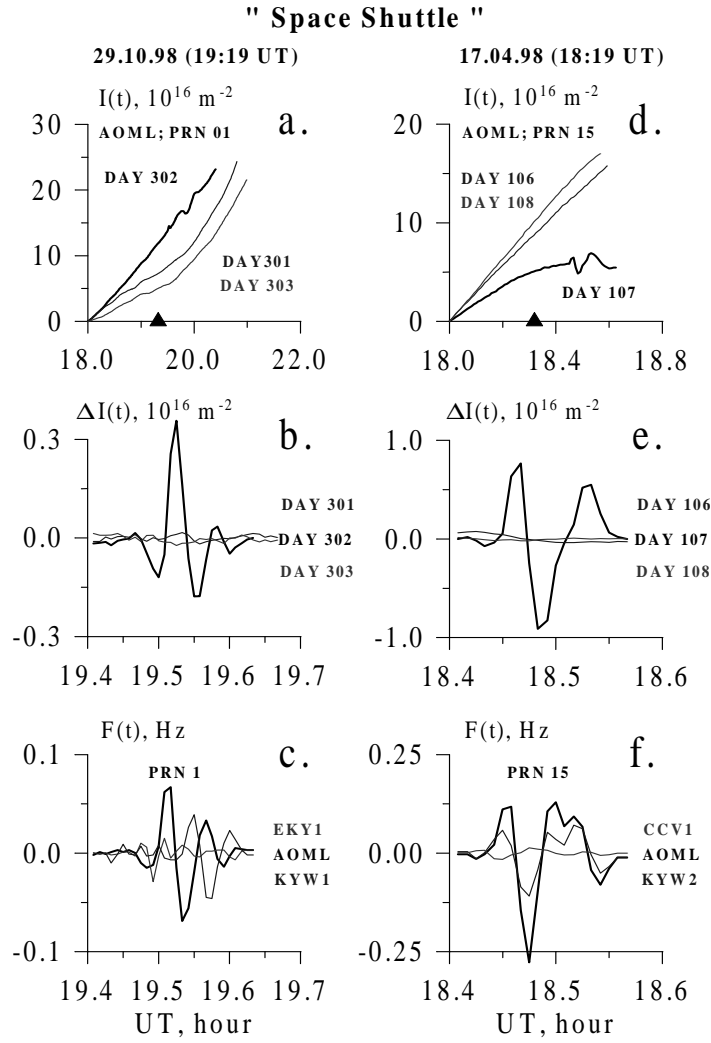 " Space Shuttle "
29.10.98 (19:19 UT)
17.04.98 (18:19 UT)
I(t), 10^16 m^-2
a.
AOML; PRN 01
DAY 302
DAY301
DAY 303
30
20
10
0
18.0 20.0 22.0
I(t), 10^16 m^-2
d.
AOML; PRN 15
DAY 106
DAY 108
DAY 107
20
10
0
18.0 18.4 18.8
ΔI(t), 10^16 m^-2
b.
DAY 301
DAY 302
DAY 303
0.3
0.0
-0.3
19.4 19.5 19.6 19.7
ΔI(t), 10^16 m^-2
e.
DAY 106
DAY 107
DAY 108
1.0
0.0
-1.0
18.4 18.5 18.6
F(t), Hz
c.
PRN 1
EKY1
AOML
KYW1
0.1
0.0
-0.1
19.4 19.5 19.6 19.7
UT, hour
F(t), Hz
f.
PRN 15
CCV1
AOML
KYW2
0.25
0.00
-0.25
18.4 18.5 18.6
UT, hour